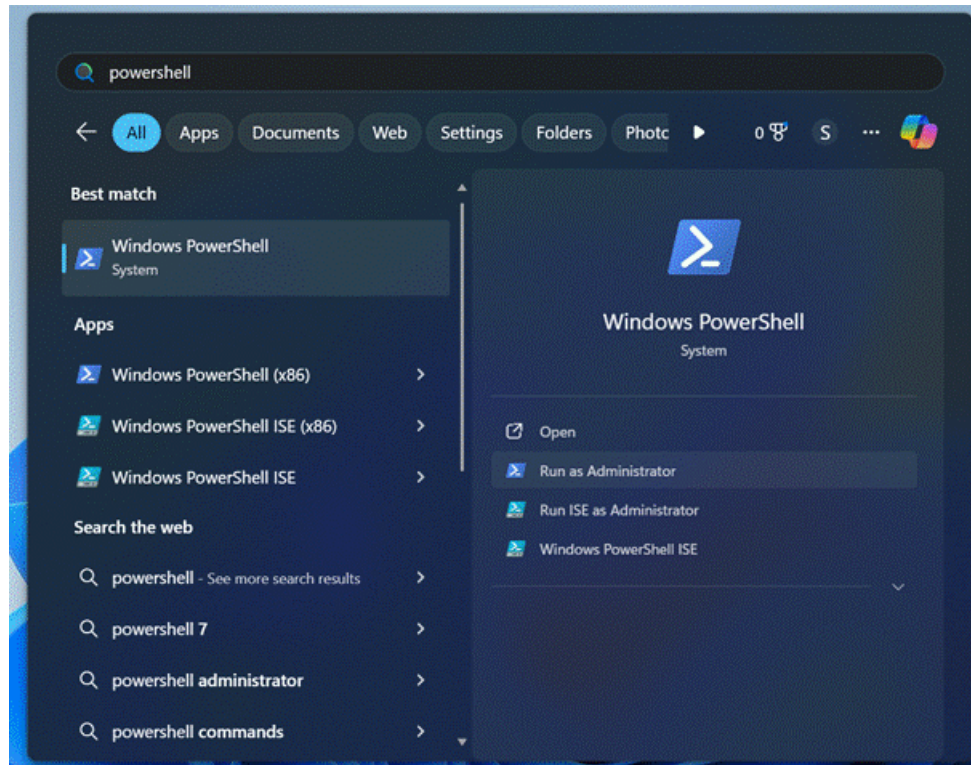 powershell
All Apps Documents Web Settings Folders Photo 0 S ...
Best match
Windows PowerShell
System
Apps
Windows PowerShell (x86)
Windows PowerShell ISE (x86)
Windows PowerShell ISE
Search the web
powershell - See more search results
powershell 7
powershell administrator
powershell commands
Windows PowerShell
System
Open
Run as Administrator
Run ISE as Administrator
Windows PowerShell ISE